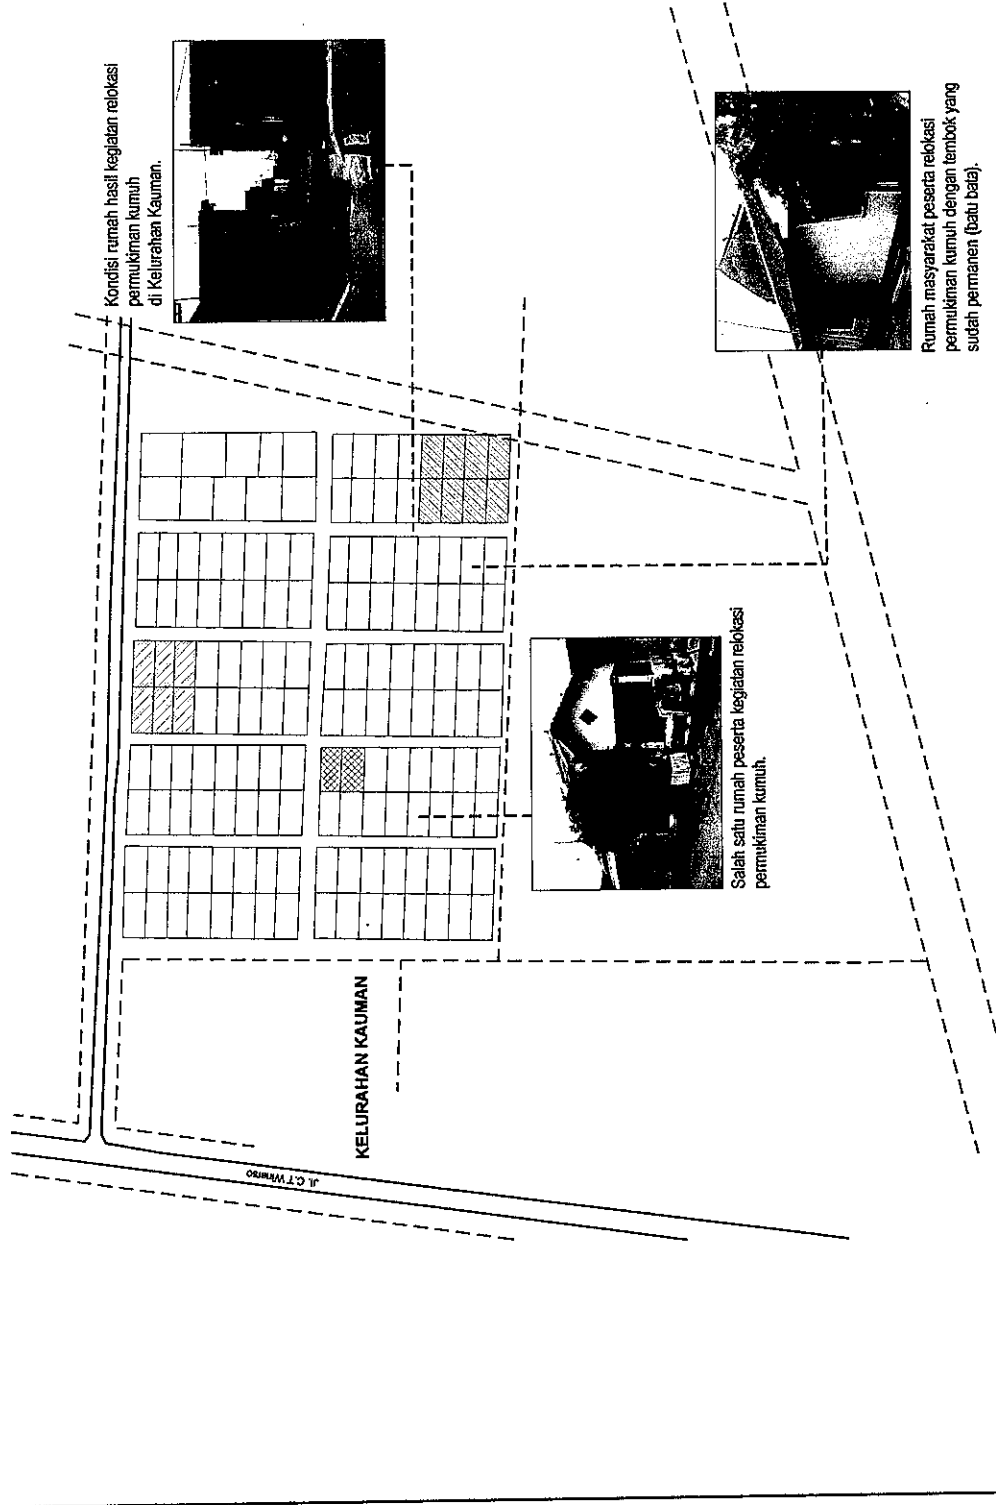 Kondisi rumah hasil kegiatan relokasi
permukiman kumuh
di Kelurahan Kauman.
Rumah masyarakat peserta relokasi
permukiman kumuh dengan tembok yang
sudah permanen (batu bata).
Salah satu rumah peserta kegiatan relokasi
permukiman kumuh.
KELURAHAN KAUMAN
Jl. C.T Winarso